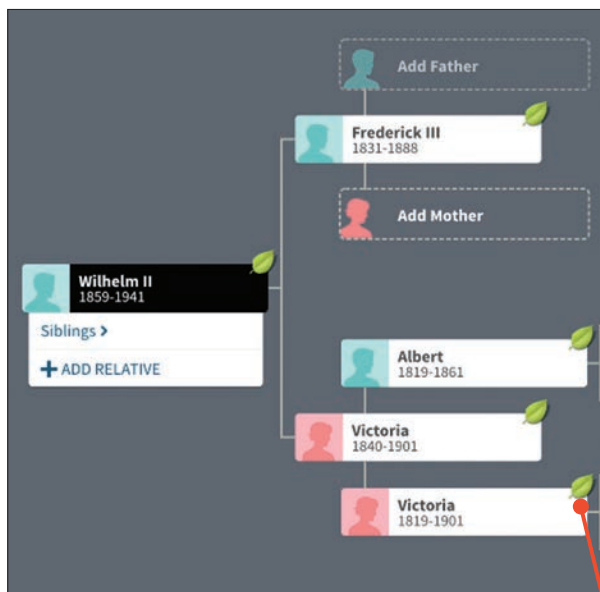 Add Father
Frederick III
1831-1888
Add Mother
Wilhelm II
1859-1941
Siblings >
+ ADD RELATIVE
Albert
1819-1861
Victoria
1840-1901
Victoria
1819-1901